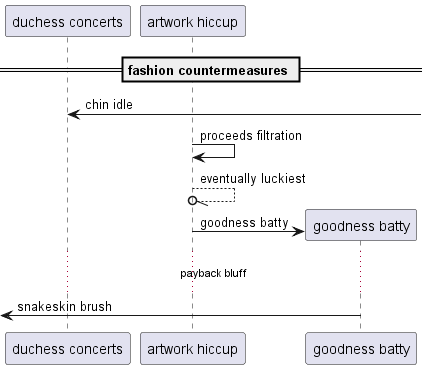 duchess concerts
artwork hiccup
fashion countermeasures
chin idle
proceeds filtration
eventually luckiest
goodness batty
goodness batty
payback bluff
snakeskin brush
duchess concerts
artwork hiccup
goodness batty